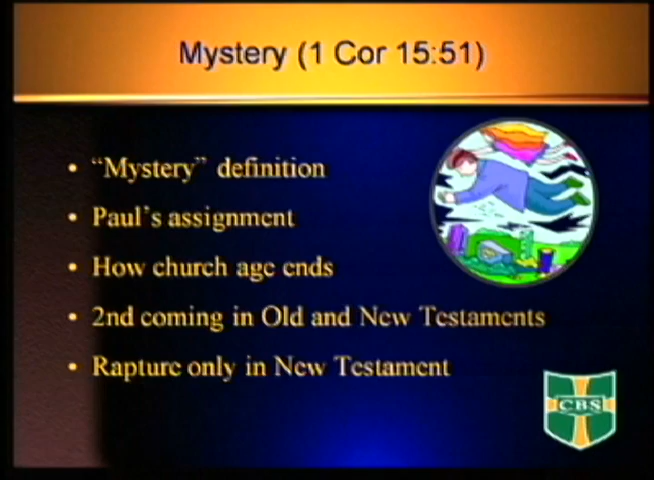 Mystery (1 Cor 15:51)
• “Mystery” definition
• Paul’s assignment
• How church age ends
• 2nd coming in Old and New Testaments
• Rapture only in New Testament
CBS